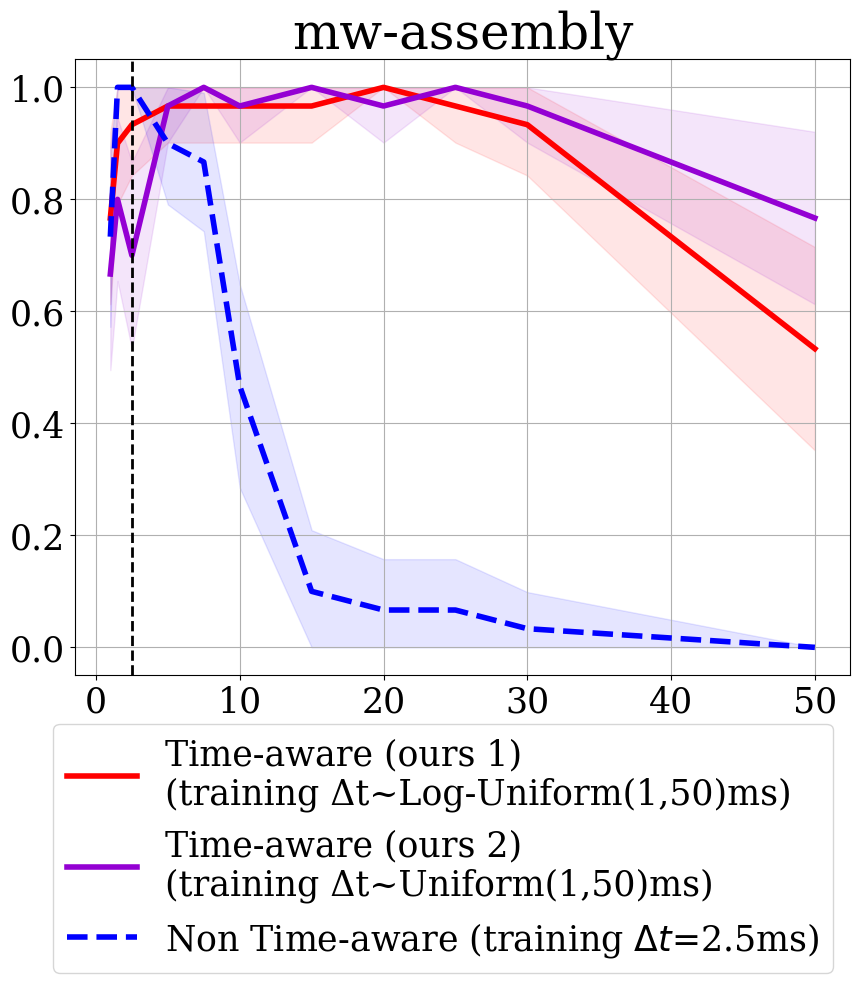 mw-assembly
1.0
0.8
0.6
0.4
0.2
0.0
0 10 20 30 40 50
Time-aware (ours 1)
(training Δt~Log-Uniform(1,50)ms)
Time-aware (ours 2)
(training Δt~Uniform(1,50)ms)
Non Time-aware (training Δt=2.5ms)